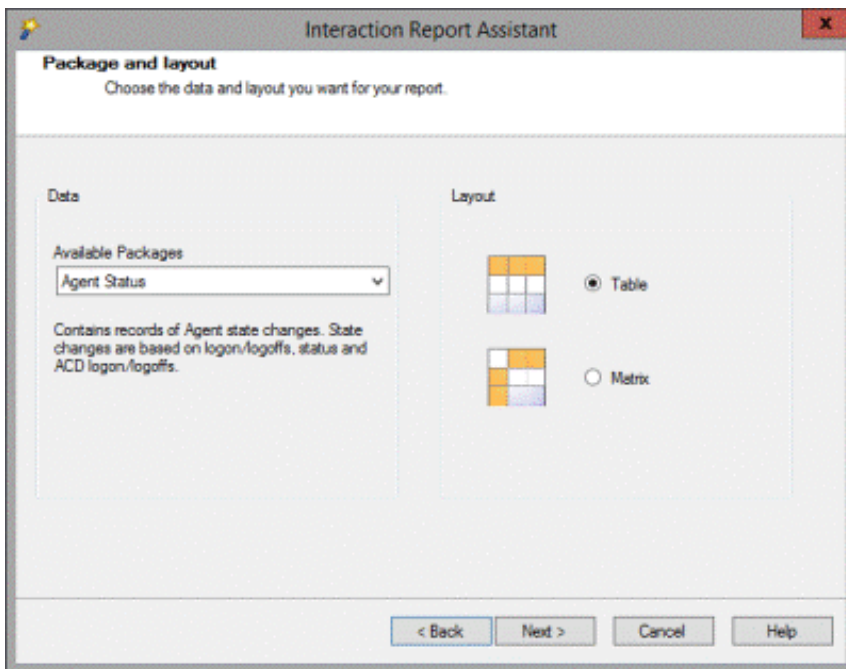 Interaction Report Assistant
x
Package and layout
Choose the data and layout you want for your report.
Data
Layout
Available Packages
Agent Status
Table
Contains records of Agent state changes. State
changes are based on logon/logoffs, status and
ACD logon/logoffs.
Matrix
< Back
Next >
Cancel
Help